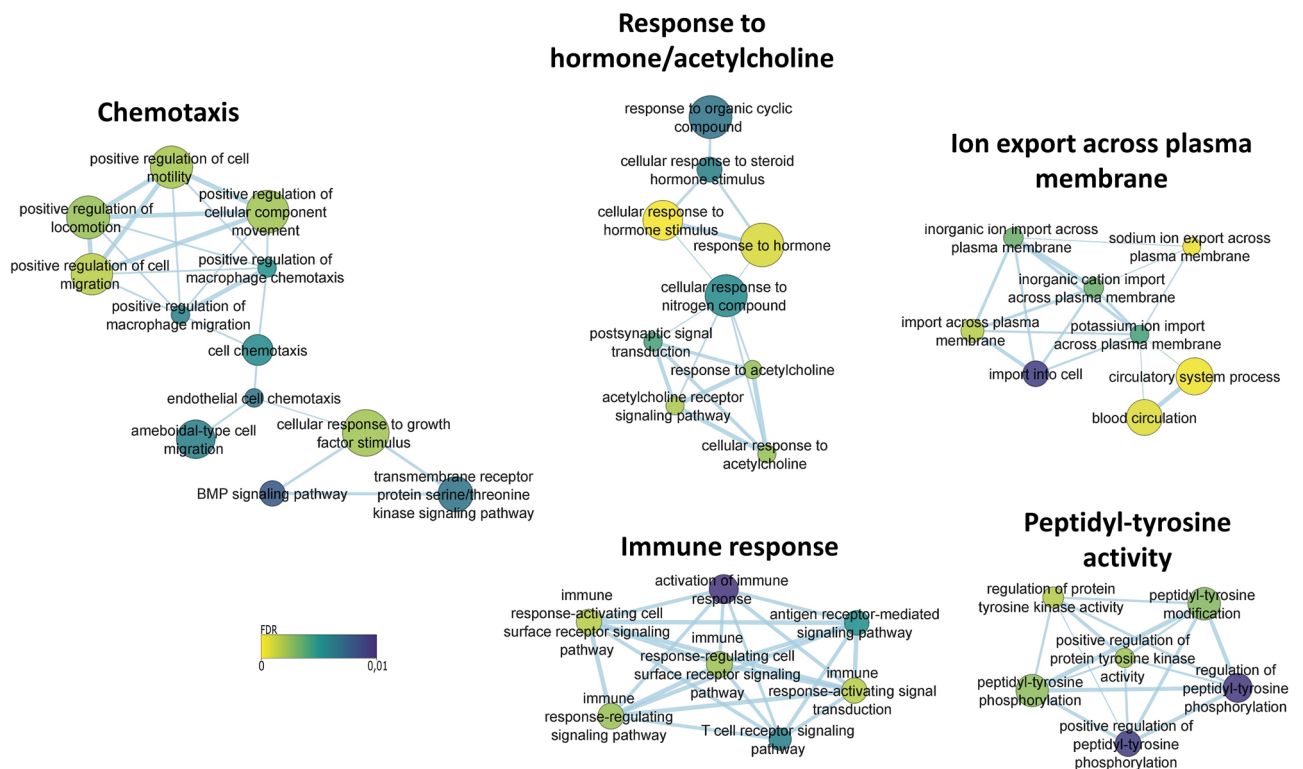 Response to
hormone/acetylcholine
response to organic cyclic
compound
cellular response to steroid
hormone stimulus
cellular response to
hormone stimulus
response to hormone
cellular response to
nitrogen compound
postsynaptic signal
transduction
response to acetylcholine
acetylcholine receptor
signaling pathway
cellular response to
acetylcholine
Chemotaxis
positive regulation of cell
motility
positive regulation of
cellular component
movement
positive regulation of
locomotion
positive regulation of cell
migration
positive regulation of
macrophage chemotaxis
positive regulation of
macrophage migration
cell chemotaxis
endothelial cell chemotaxis
ameboidal-type cell
migration
cellular response to growth
factor stimulus
BMP signaling pathway
transmembrane receptor
protein serine/threonine
kinase signaling pathway
Ion export across plasma
membrane
inorganic ion import across
plasma membrane
sodium ion export across
plasma membrane
inorganic cation import
across plasma membrane
import across plasma
membrane
potassium ion import
across plasma membrane
import into cell
circulatory system process
blood circulation
FDR
0
0,01
Immune response
activation of immune
response
immune
response-activating cell
surface receptor signaling
pathway
antigen receptor-mediated
signaling pathway
immune
response-regulating cell
surface receptor signaling
pathway
immune
response-activating signal
transduction
immune
response-regulating
signaling pathway
T cell receptor signaling
pathway
Peptidyl-tyrosine
activity
regulation of protein
tyrosine kinase activity
peptidyl-tyrosine
modification
positive regulation of
protein tyrosine kinase
activity
peptidyl-tyrosine
phosphorylation
regulation of
peptidyl-tyrosine
phosphorylation
positive regulation of
peptidyl-tyrosine
phosphorylation